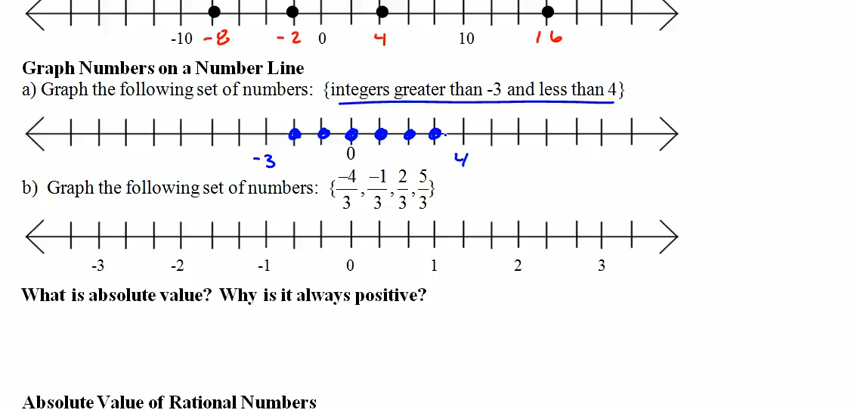 -10 -8 -2 0 4 10 16
Graph Numbers on a Number Line
a) Graph the following set of numbers: {integers greater than -3 and less than 4}
-3 0 4
b) Graph the following set of numbers: {-4/3, -1/3, 2/3, 5/3}
-3 -2 -1 0 1 2 3
What is absolute value? Why is it always positive?
Absolute Value of Rational Numbers